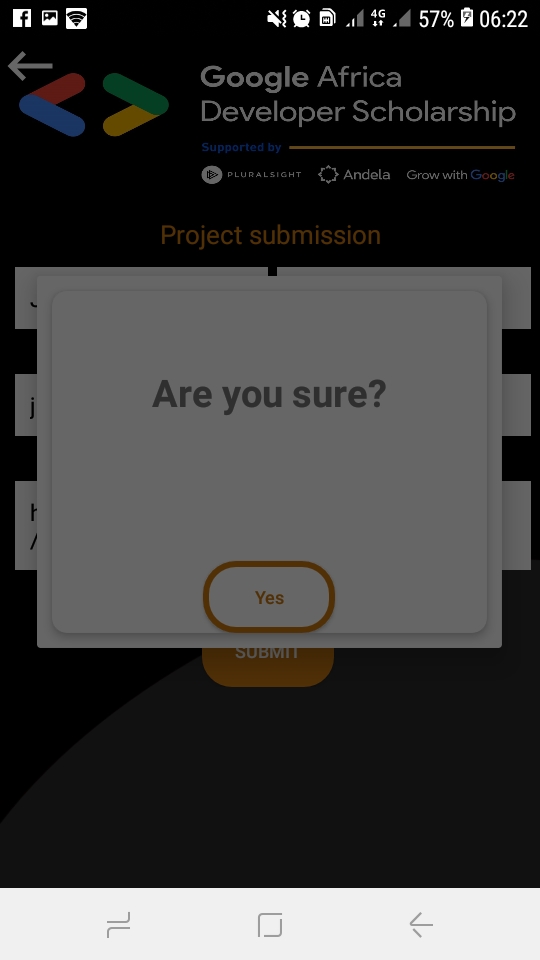 4G 57% 06:22
Google Africa
Developer Scholarship
Supported by
PLURALSIGHT Andela Grow with Google
Project submission
j
h
/
Are you sure?
Yes
SUBMIT